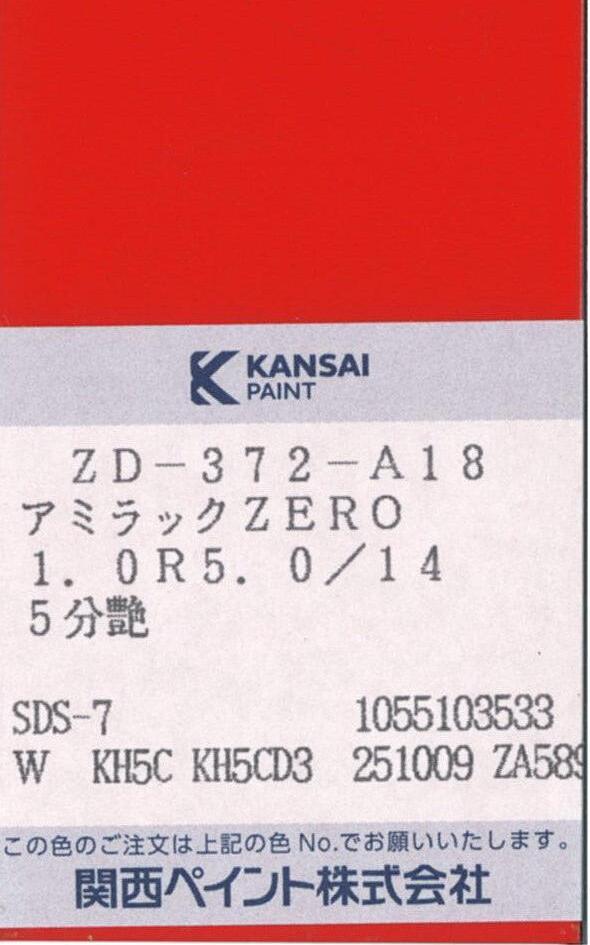 KANSAI
PAINT
ZD-372-A18
アミラックZERO
1.0R5.0/14
5分艶
SDS-7 1055103533
W KH5C KH5CD3 251009 ZA589
この色のご注文は上記の色No.でお願いいたします。
関西ペイント株式会社